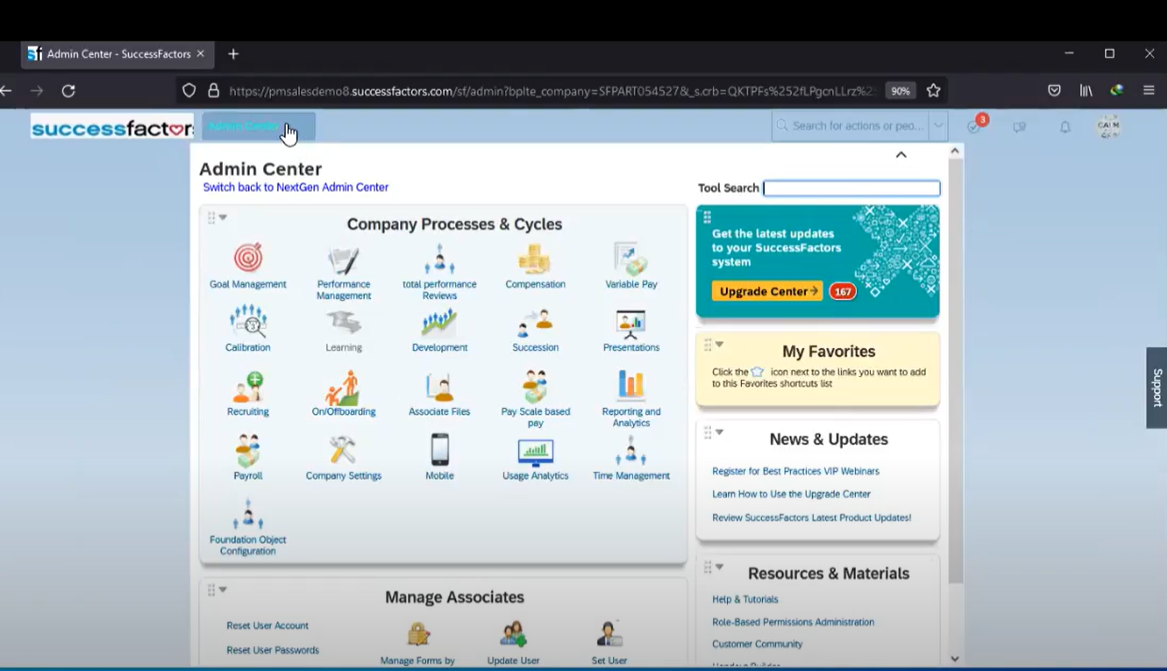 Admin Center - SuccessFactors
https://pmsalesdemo8.successfactors.com/sf/admin?bplte_company=SFPART054527&_s.crb=QKTPFs%252fLPgcnLLrz%25
90%
successfactors
Admin Center
Search for actions or peo...
3
Admin Center
Switch back to NextGen Admin Center
Tool Search
Company Processes & Cycles
Goal Management
Performance Management
total performance Reviews
Compensation
Variable Pay
Calibration
Learning
Development
Succession
Presentations
Recruiting
On/Offboarding
Associate Files
Pay Scale based pay
Reporting and Analytics
Payroll
Company Settings
Mobile
Usage Analytics
Time Management
Foundation Object Configuration
Get the latest updates
to your SuccessFactors
system
Upgrade Center
167
My Favorites
Click the icon next to the links you want to add
to this Favorites shortcuts list
News & Updates
Register for Best Practices VIP Webinars
Learn How to Use the Upgrade Center
Review SuccessFactors Latest Product Updates!
Resources & Materials
Help & Tutorials
Role-Based Permissions Administration
Customer Community
Manage Associates
Reset User Account
Reset User Passwords
Manage Forms by
Update User
Set User
Support